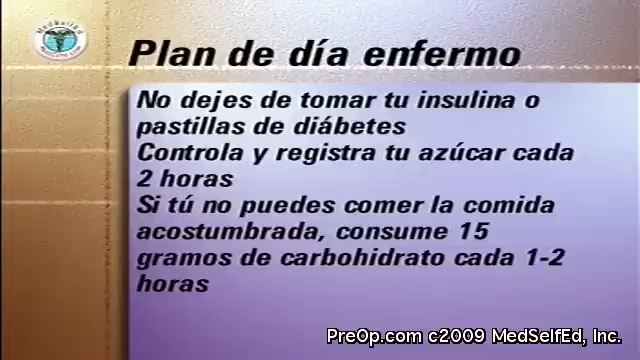 MedSelfEd
Plan de día enfermo
No dejes de tomar tu insulina o
pastillas de diábetes
Controla y registra tu azúcar cada
2 horas
Si tú no puedes comer la comida
acostumbrada, consume 15
gramos de carbohidrato cada 1-2
horas
PreOp.com c2009 MedSelfEd, Inc.